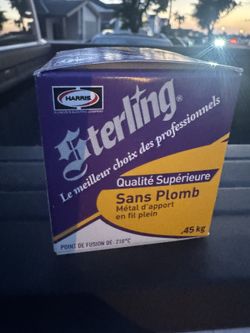 HARRIS
Sterling®
Le meilleur choix des professionnels
Qualité Supérieure
Sans Plomb
Métal d'apport
en fil plein
POINT DE FUSION DE: 218°C
.45 kg